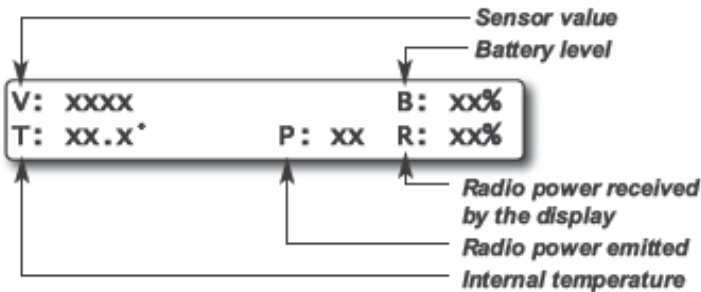 Sensor value
Battery level
V: xxxx B: xx%
T: xx.x° P: xx R: xx%
Radio power received
by the display
Radio power emitted
Internal temperature